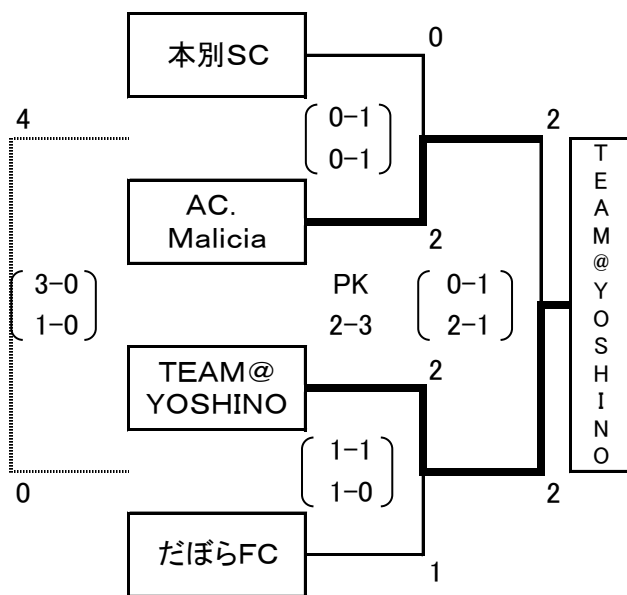 本別SC
0
4
0-1
0-1
2
AC.
Malicia
2
3-0
1-0
PK
2-3
0-1
2-1
TEAM@YOSHINO
TEAM@
YOSHINO
2
1-1
1-0
0
2
だぼらFC
1